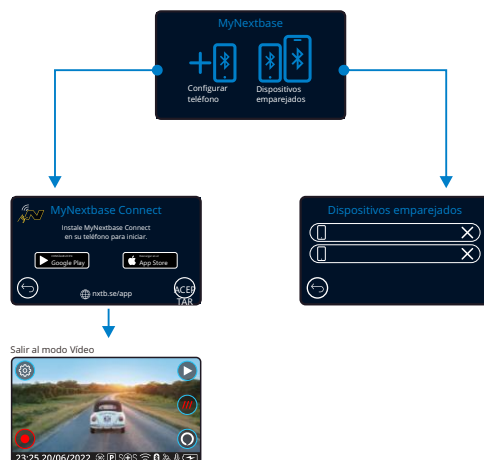 MyNextbase
Configurar
teléfono
Dispositivos
emparejados
MyNextbase Connect
Instale MyNextbase Connect
en su teléfono para iniciar.
Google Play
App Store
nxtb.se/app
ACEP
TAR
Dispositivos emparejados
Salir al modo Vídeo
23:25 20/06/2022 P SOS